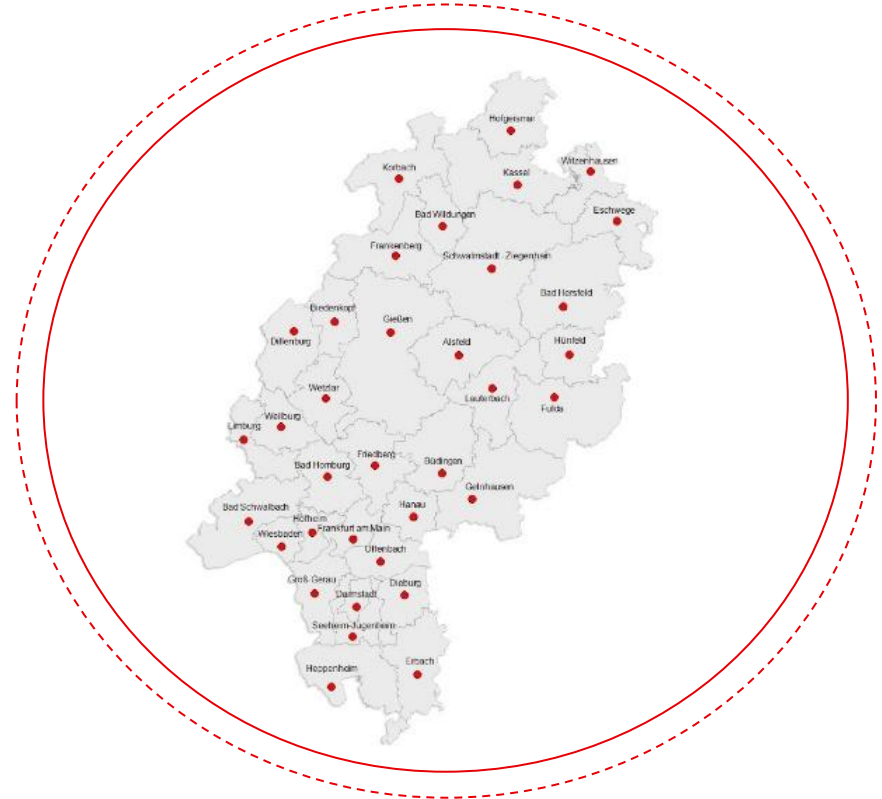 Hofgeismar
Witzenhausen
Korbach
Kassel
Bad Wildungen
Eschwege
Frankenberg
Schwalmstadt - Ziegenhain
Bad Hersfeld
Biedenkopf
Gießen
Dillenburg
Alsfeld
Hünfeld
Wetzlar
Lauterbach
Fulda
Weilburg
Limburg
Friedberg
Bad Homburg
Büdingen
Gelnhausen
Bad Schwalbach
Hanau
Hofheim
Frankfurt am Main
Wiesbaden
Offenbach
Groß-Gerau
Dieburg
Darmstadt
Seeheim-Jugenheim
Heppenheim
Erbach